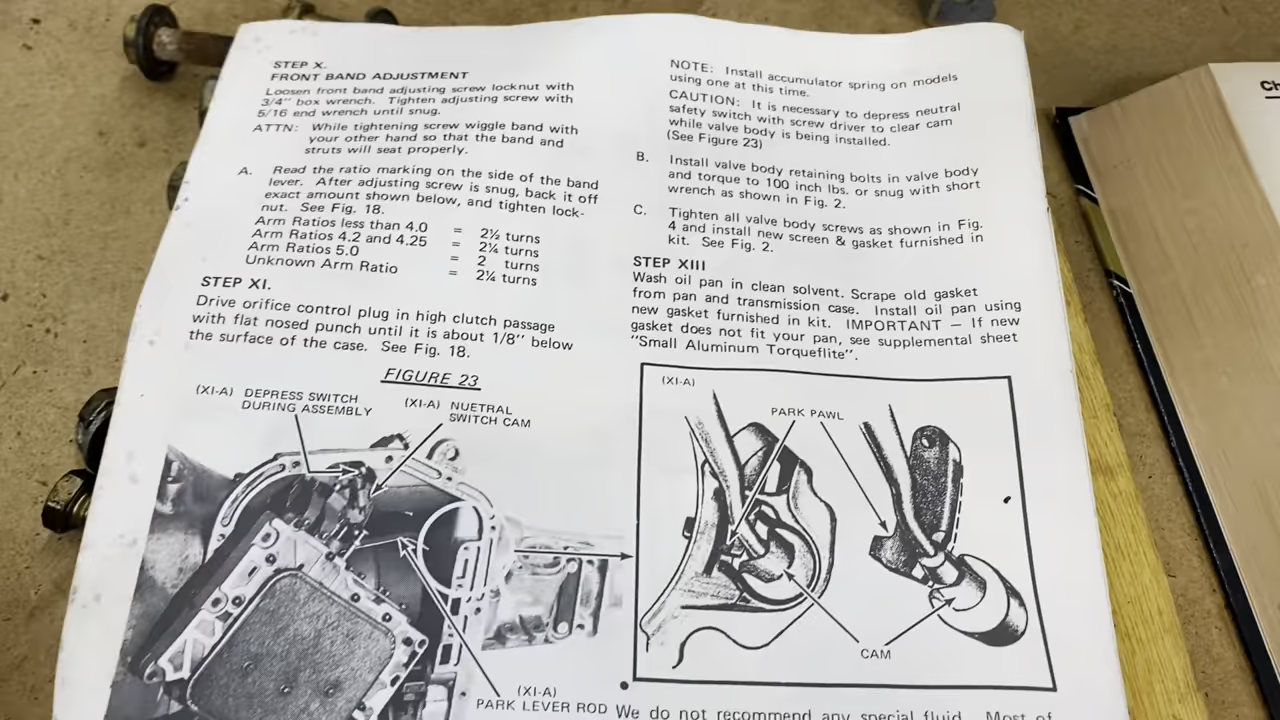 STEP X.
FRONT BAND ADJUSTMENT
Loosen front band adjusting screw locknut with
3/4" box wrench. Tighten adjusting screw with
5/16 end wrench until snug.
ATTN: While tightening screw wiggle band with
your other hand so that the band and
struts will seat properly.
A. Read the ratio marking on the side of the band
lever. After adjusting screw is snug, back it off
exact amount shown below, and tighten lock-
nut. See Fig. 18.
Arm Ratios less than 4.0 = 2½ turns
Arm Ratios 4.2 and 4.25 = 2¼ turns
Arm Ratios 5.0 = 2 turns
Unknown Arm Ratio = 2¼ turns
STEP XI.
Drive orifice control plug in high clutch passage
with flat nosed punch until it is about 1/8" below
the surface of the case. See Fig. 18.
FIGURE 23
(XI-A) DEPRESS SWITCH
DURING ASSEMBLY
(XI-A) NUETRAL
SWITCH CAM
(XI-A)
PARK LEVER ROD
NOTE: Install accumulator spring on models
using one at this time.
CAUTION: It is necessary to depress neutral
safety switch with screw driver to clear cam
while valve body is being installed.
(See Figure 23)
B. Install valve body retaining bolts in valve body
and torque to 100 inch lbs. or snug with short
wrench as shown in Fig. 2.
C. Tighten all valve body screws as shown in Fig.
4 and install new screen & gasket furnished in
kit. See Fig. 2.
STEP XIII
Wash oil pan in clean solvent. Scrape old gasket
from pan and transmission case. Install oil pan using
new gasket furnished in kit. IMPORTANT — If new
gasket does not fit your pan, see supplemental sheet
"Small Aluminum Torqueflite".
(XI-A)
PARK PAWL
CAM
We do not recommend any special fluid. Most of
CH